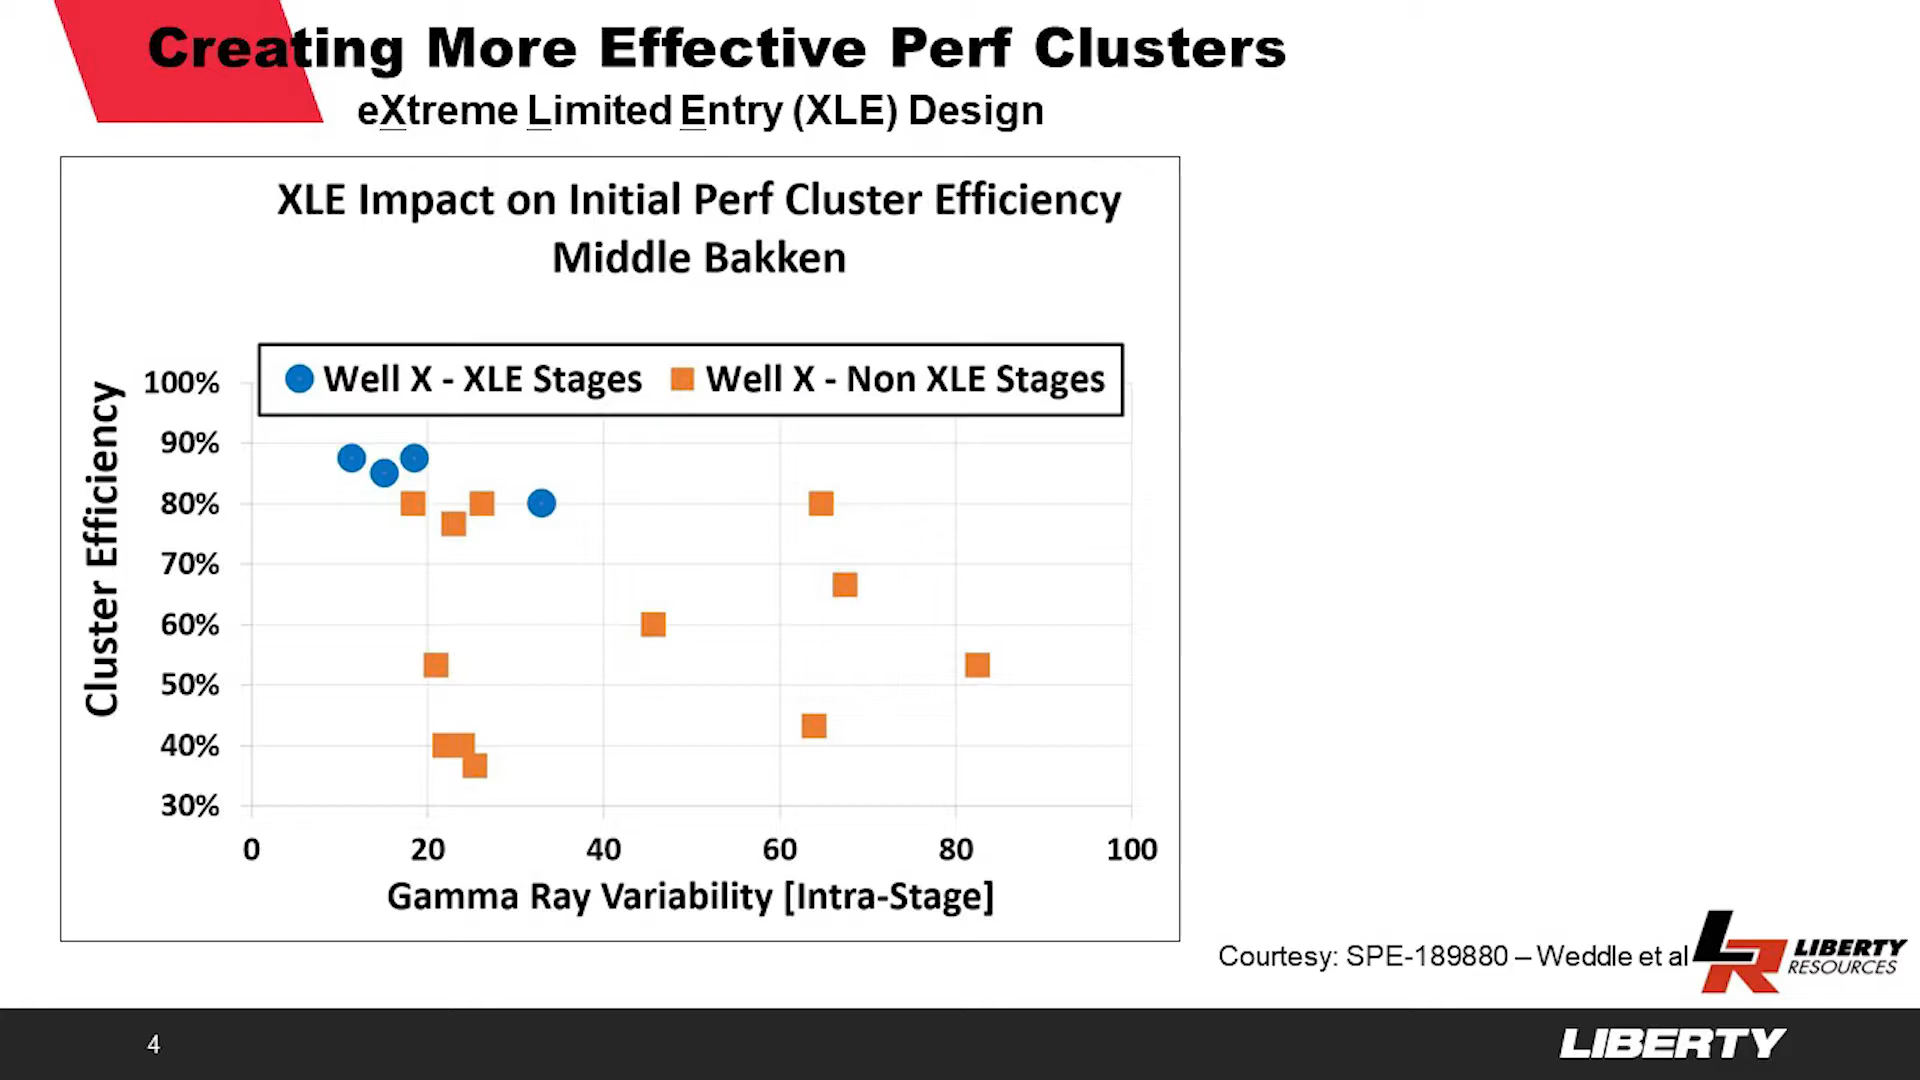 Creating More Effective Perf Clusters
eXtreme Limited Entry (XLE) Design
XLE Impact on Initial Perf Cluster Efficiency
Middle Bakken
Well X - XLE Stages
Well X - Non XLE Stages
Cluster Efficiency
100%
90%
80%
70%
60%
50%
40%
30%
0 20 40 60 80 100
Gamma Ray Variability [Intra-Stage]
Courtesy: SPE-189880 – Weddle et al
LR
LIBERTY
RESOURCES
4
LIBERTY